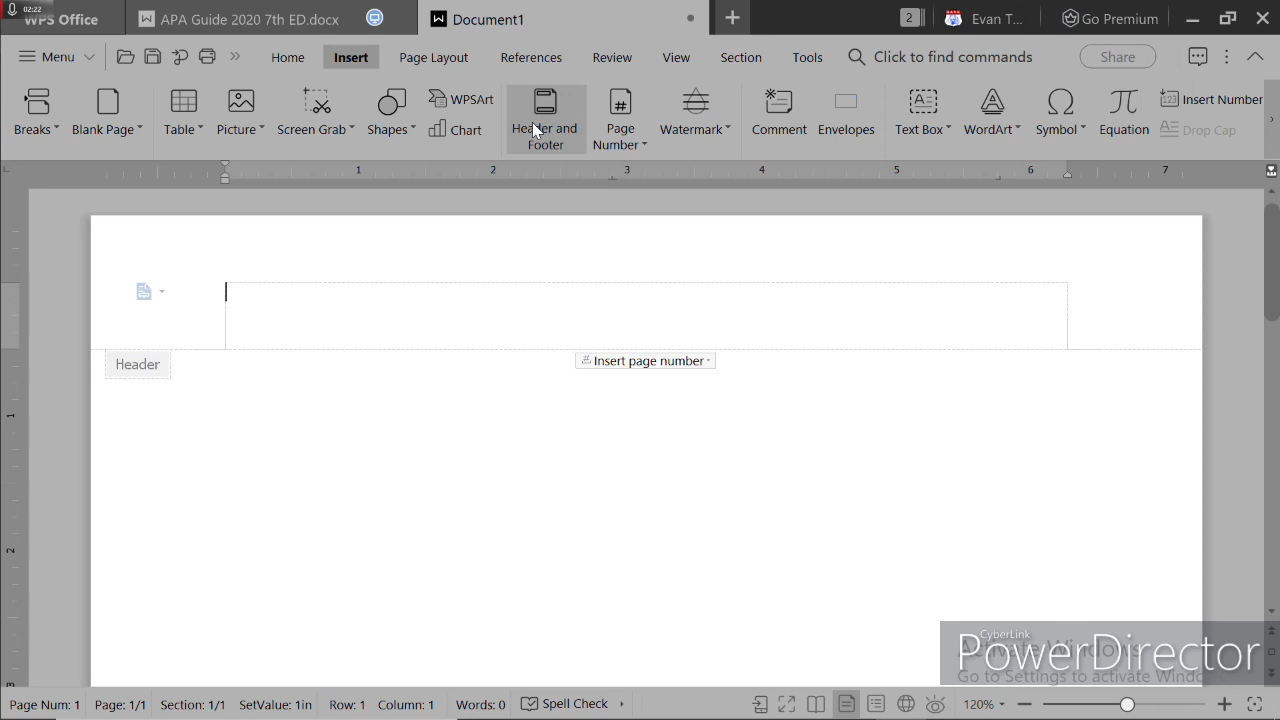 02:22
WPS Office
APA Guide 2020 7th ED.docx
Document1
2
Evan T...
Go Premium
Menu
Home
Insert
Page Layout
References
Review
View
Section
Tools
Click to find commands
Share
Breaks
Blank Page
Table
Picture
Screen Grab
Shapes
WPSArt
Chart
Header and
Footer
Page
Number
Watermark
Comment
Envelopes
Text Box
WordArt
Symbol
Equation
Insert Number
Drop Cap
1 2 3 4 5 6 7
Header
Insert page number
1
2
3
CyberLink
PowerDirector
Activate Windows
Go to Settings to activate Windo
Page Num: 1
Page: 1/1
Section: 1/1
SetValue: 1in
Row: 1
Column: 1
Words: 0
Spell Check
120%